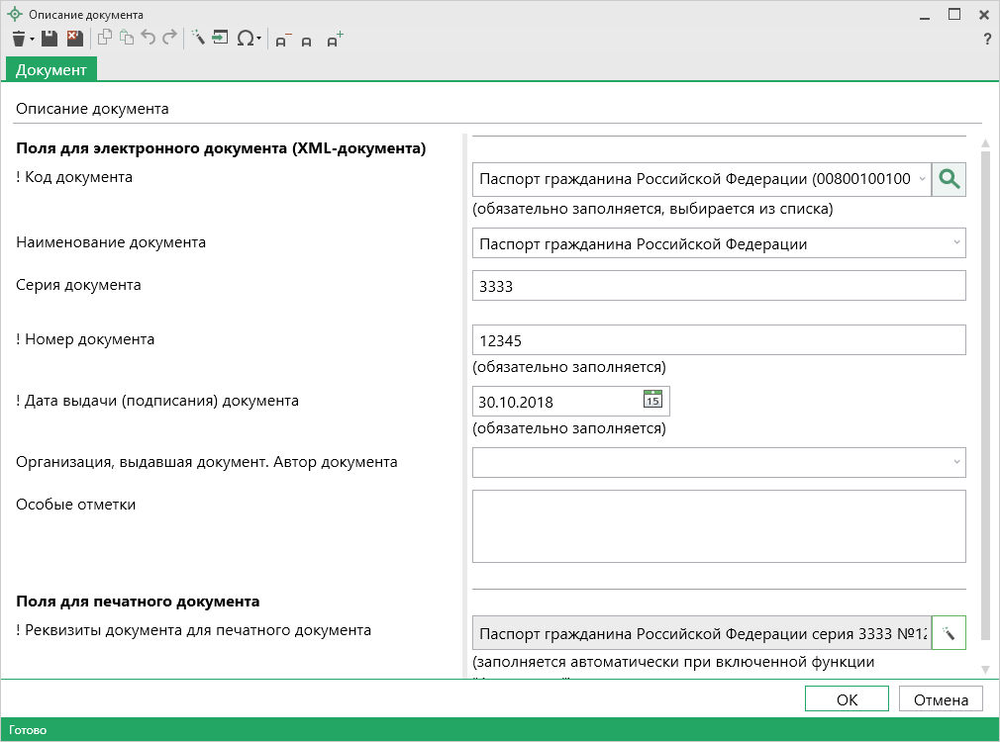 Описание документа
?
Документ
Описание документа
Поля для электронного документа (XML-документа)
! Код документа
Паспорт гражданина Российской Федерации (00800100100
(обязательно заполняется, выбирается из списка)
Наименование документа
Паспорт гражданина Российской Федерации
Серия документа
3333
! Номер документа
12345
(обязательно заполняется)
! Дата выдачи (подписания) документа
30.10.2018
15
(обязательно заполняется)
Организация, выдавшая документ. Автор документа
Особые отметки
Поля для печатного документа
! Реквизиты документа для печатного документа
Паспорт гражданина Российской Федерации серия 3333 №12
(заполняется автоматически при включенной функции
ОК
Отмена
Готово